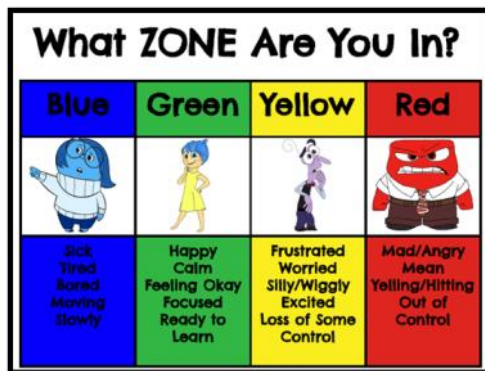 What ZONE Are You In?
Blue
Green
Yellow
Red
Sick
Tired
Bored
Moving
Slowly
Happy
Calm
Feeling Okay
Focused
Ready to
Learn
Frustrated
Worried
Silly/Wiggly
Excited
Loss of Some
Control
Mad/Angry
Mean
Yelling/Hitting
Out of
Control